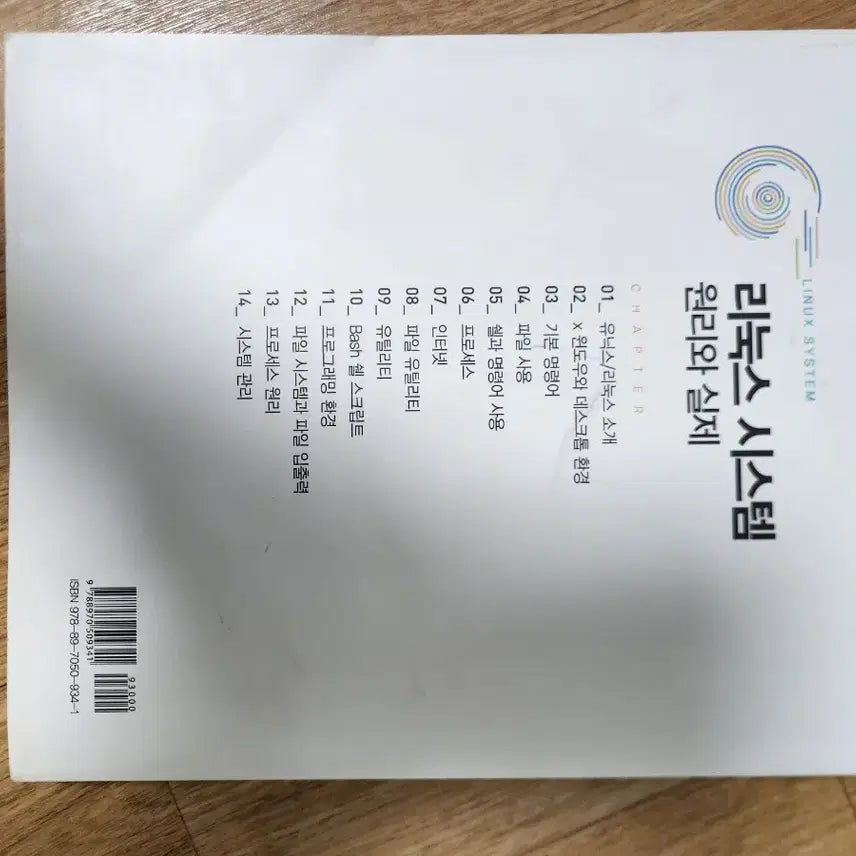 LINUX SYSTEM
리눅스 시스템
원리와 실제
CHAPTER
01_ 유닉스/리눅스 소개
02_ x 윈도우와 데스크톱 환경
03_ 기본 명령어
04_ 파일 사용
05_ 쉘과 명령어 사용
06_ 프로세스
07_ 인터넷
08_ 파일 유틸리티
09_ 유틸리티
10_ Bash 쉘 스크립트
11_ 프로그래밍 환경
12_ 파일 시스템과 파일 입출력
13_ 프로세스 원리
14_ 시스템 관리
93000
9 788970 509341
ISBN 978-89-7050-934-1